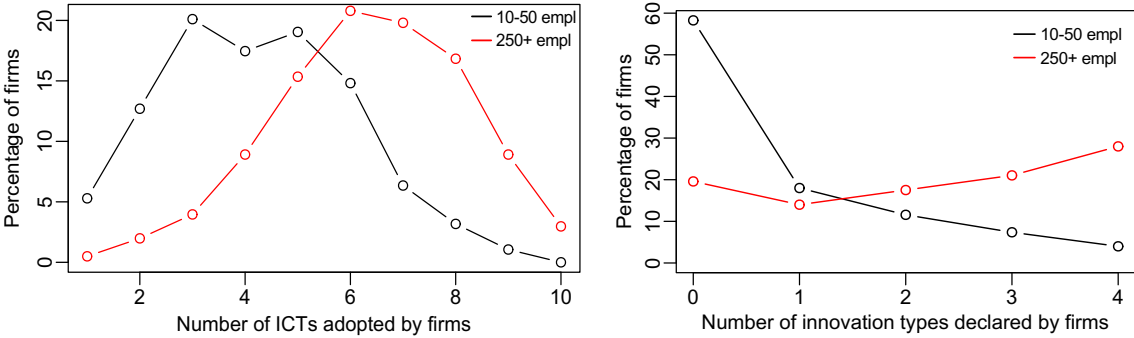 Percentage of firms
20
15
10
5
0
10-50 empl
250+ empl
2
4
6
8
10
Number of ICTs adopted by firms
Percentage of firms
60
50
40
30
20
10
0
10-50 empl
250+ empl
0
1
2
3
4
Number of innovation types declared by firms